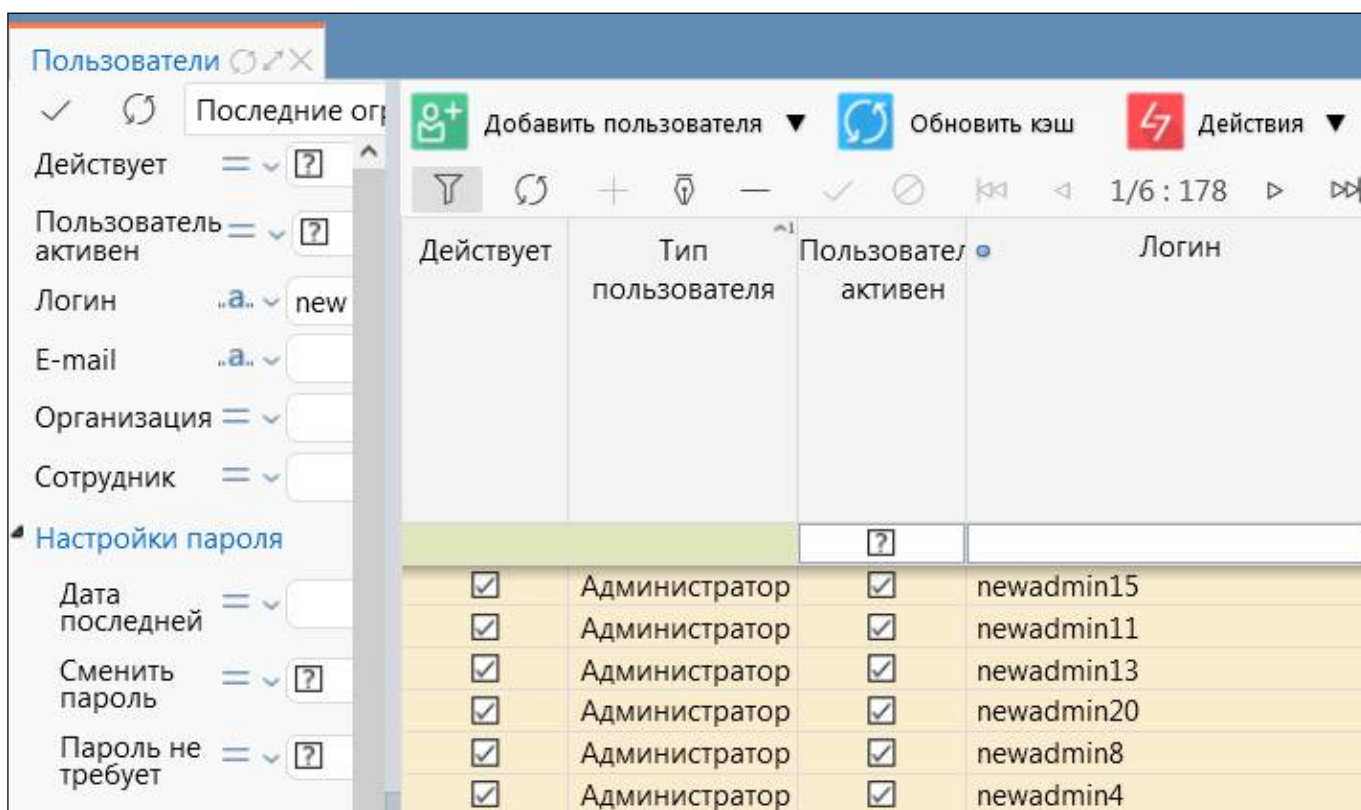 Пользователи
Последние огр
Действует
Пользователь
активен
Логин ..a.. new
E-mail ..a..
Организация
Сотрудник
Настройки пароля
Дата
последней
Сменить
пароль
Пароль не
требует
Добавить пользователя Обновить кэш Действия
1/6 : 178
Действует Тип Пользовател Логин
пользователя активен
Администратор newadmin15
Администратор newadmin11
Администратор newadmin13
Администратор newadmin20
Администратор newadmin8
Администратор newadmin4